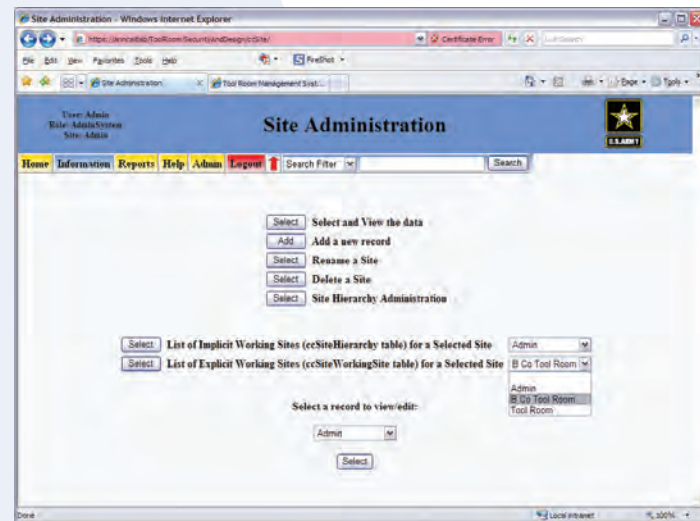 Site Administration - Windows Internet Explorer
Certificate Error
Live Search
File Edit View Favorites Tools Help
FireShot
Site Administration
Tool Room Management Syst...
Page Tools
User: Admin
Role: AdminSystem
Site: Admin
Site Administration
U.S.ARMY
Home Information Reports Help Admin Logout Search Filter Search
Select Select and View the data
Add Add a new record
Select Rename a Site
Select Delete a Site
Select Site Hierarchy Administration
Select List of Implicit Working Sites (ccSiteHierarchy table) for a Selected Site Admin
Select List of Explicit Working Sites (ccSiteWorkingSite table) for a Selected Site B Co Tool Room
Admin
B Co Tool Room
Tool Room
Select a record to view/edit:
Admin
Select
Done
Local intranet
100%